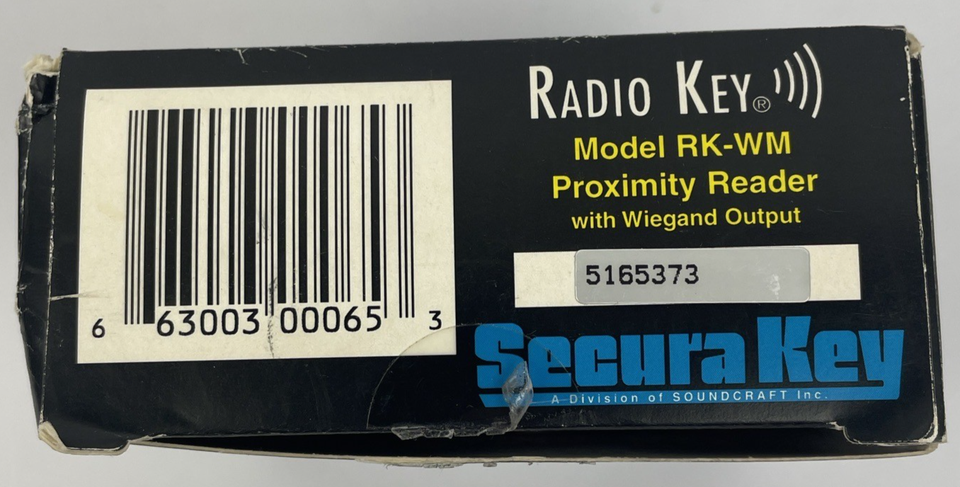 RADIO KEY®
Model RK-WM
Proximity Reader
with Wiegand Output
5165373
6 63003 00065 3
Secura Key
A Division of SOUNDCRAFT Inc.